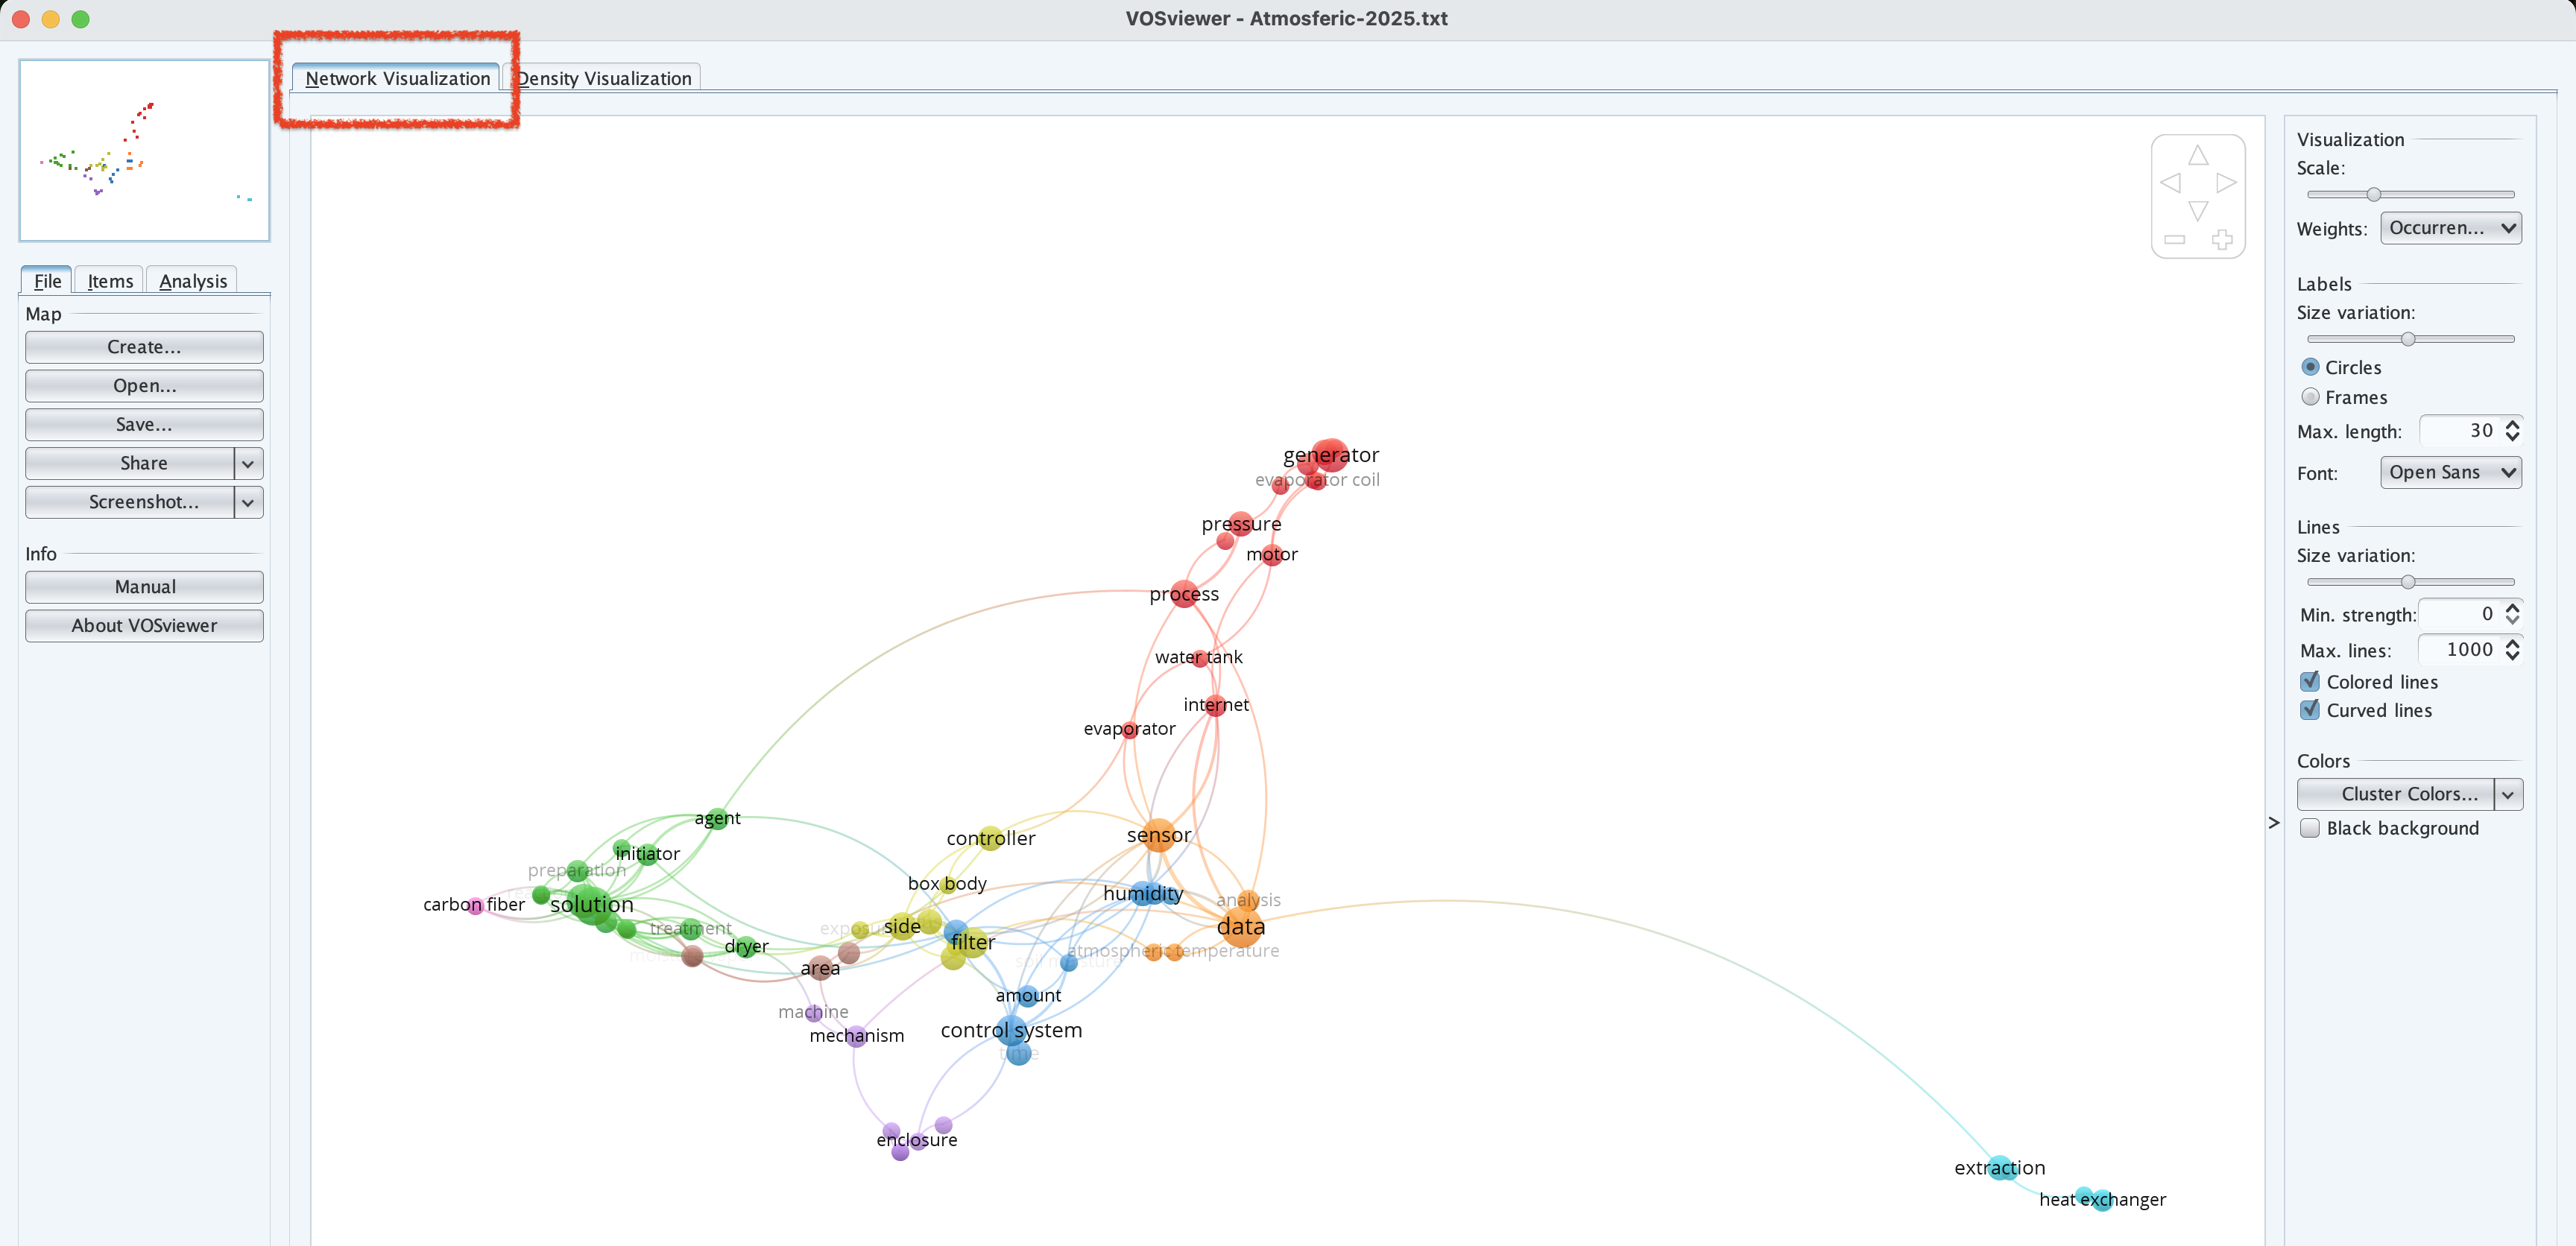 VOSviewer - Atmosferic-2025.txt
Network Visualization
Density Visualization
File
Items
Analysis
Map
Create...
Open...
Save...
Share
Screenshot...
Info
Manual
About VOSviewer
generator
evaporator coil
pressure
motor
process
water tank
internet
evaporator
agent
controller
sensor
initiator
preparation
box body
humidity
analysis
carbon fiber
solution
treatment
dryer
side
filter
data
atmospheric temperature
area
amount
machine
mechanism
control system
time
enclosure
extraction
heat exchanger
>
Visualization
Scale:
Weights: Occurren...
Labels
Size variation:
Circles
Frames
Max. length: 30
Font: Open Sans
Lines
Size variation:
Min. strength: 0
Max. lines: 1000
Colored lines
Curved lines
Colors
Cluster Colors...
Black background